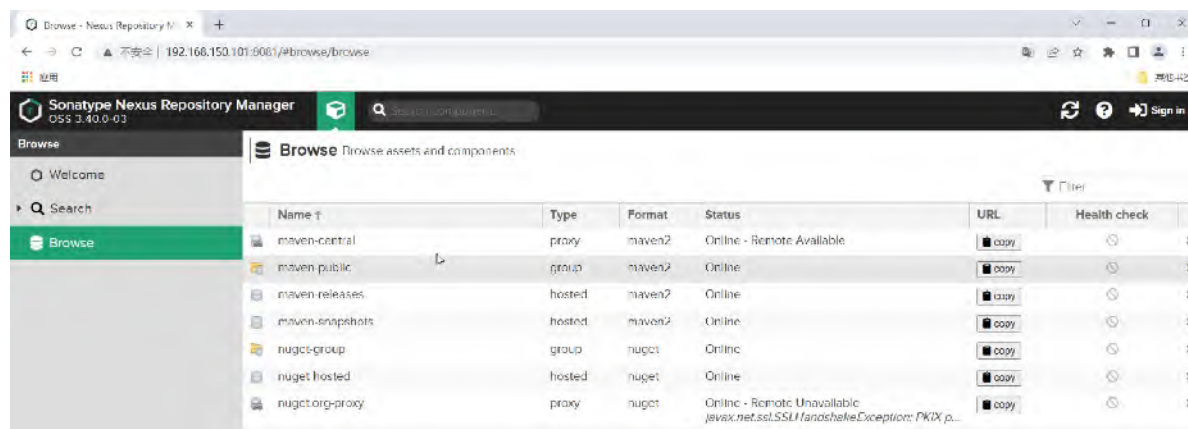 Browse - Nexus Repository M
不安全 | 192.168.150.101:8081/#browse/browse
应用
Sonatype Nexus Repository Manager
OSS 3.40.0-03
Search components
Sign in
Browse
Browse Browse assets and components
Welcome
Filter
Search
Name ↑ Type Format Status URL Health check
Browse
maven-central proxy maven2 Online - Remote Available copy
maven-public group maven2 Online copy
maven-releases hosted maven2 Online copy
maven-snapshots hosted maven2 Online copy
nuget-group group nuget Online copy
nuget-hosted hosted nuget Online copy
nuget.org-proxy proxy nuget Online - Remote Unavailable copy
javax.net.ssl.SSLHandshakeException: PKIX p...